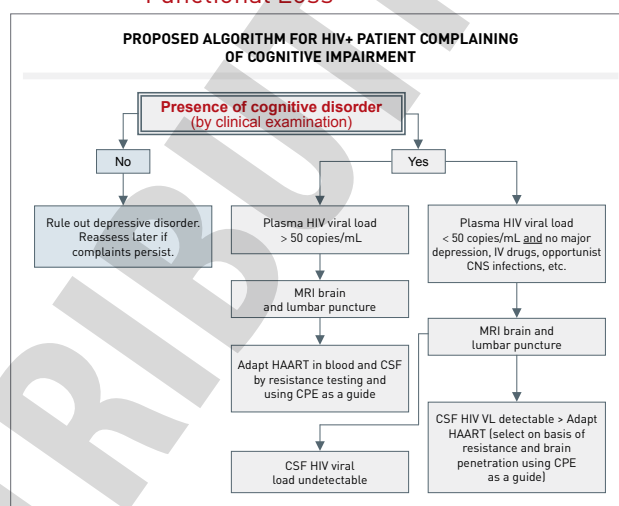 Functional Loss
PROPOSED ALGORITHM FOR HIV+ PATIENT COMPLAINING
OF COGNITIVE IMPAIRMENT
Presence of cognitive disorder
(by clinical examination)
No
Yes
Rule out depressive disorder.
Reassess later if
complaints persist.
Plasma HIV viral load
> 50 copies/mL
Plasma HIV viral load
< 50 copies/mL and no major
depression, IV drugs, opportunist
CNS infections, etc.
MRI brain
and lumbar puncture
MRI brain and
lumbar puncture
Adapt HAART in blood and CSF
by resistance testing and
using CPE as a guide
CSF HIV viral
load undetectable
CSF HIV VL detectable > Adapt
HAART (select on basis of
resistance and brain
penetration using CPE
as a guide)